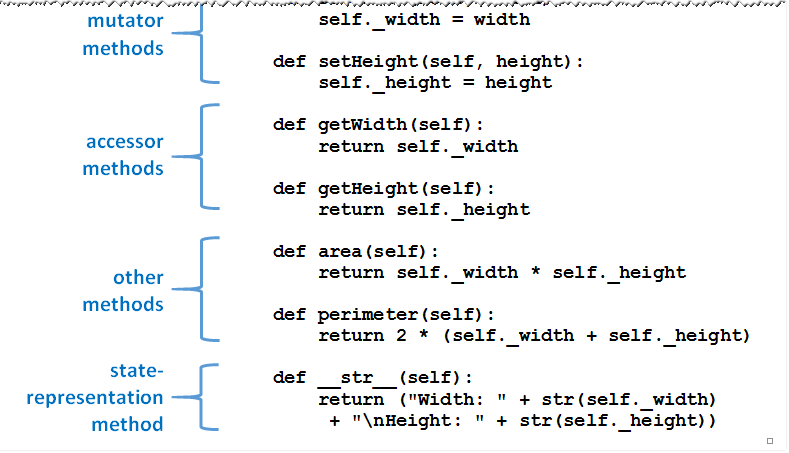 mutator
methods
self._width = width
def setHeight(self, height):
self._height = height
accessor
methods
def getWidth(self):
return self._width
def getHeight(self):
return self._height
other
methods
def area(self):
return self._width * self._height
def perimeter(self):
return 2 * (self._width + self._height)
state-
representation
method
def __str__(self):
return ("Width: " + str(self._width)
+ "\nHeight: " + str(self._height))